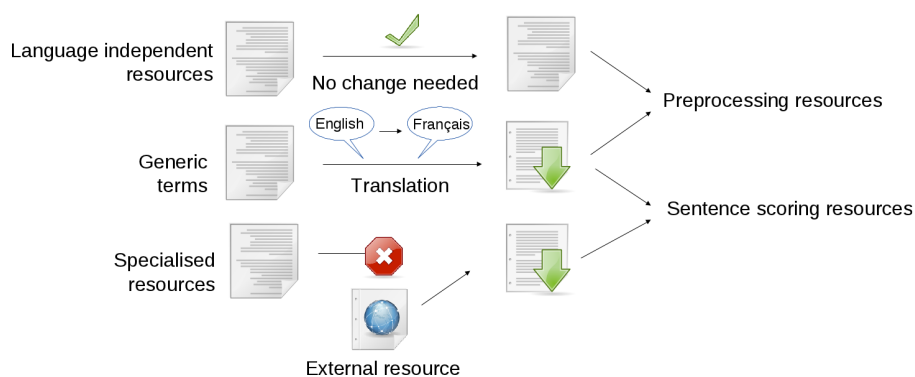 Language independent
resources
No change needed
Preprocessing resources
English
Français
Generic
terms
Translation
Sentence scoring resources
Specialised
resources
External resource